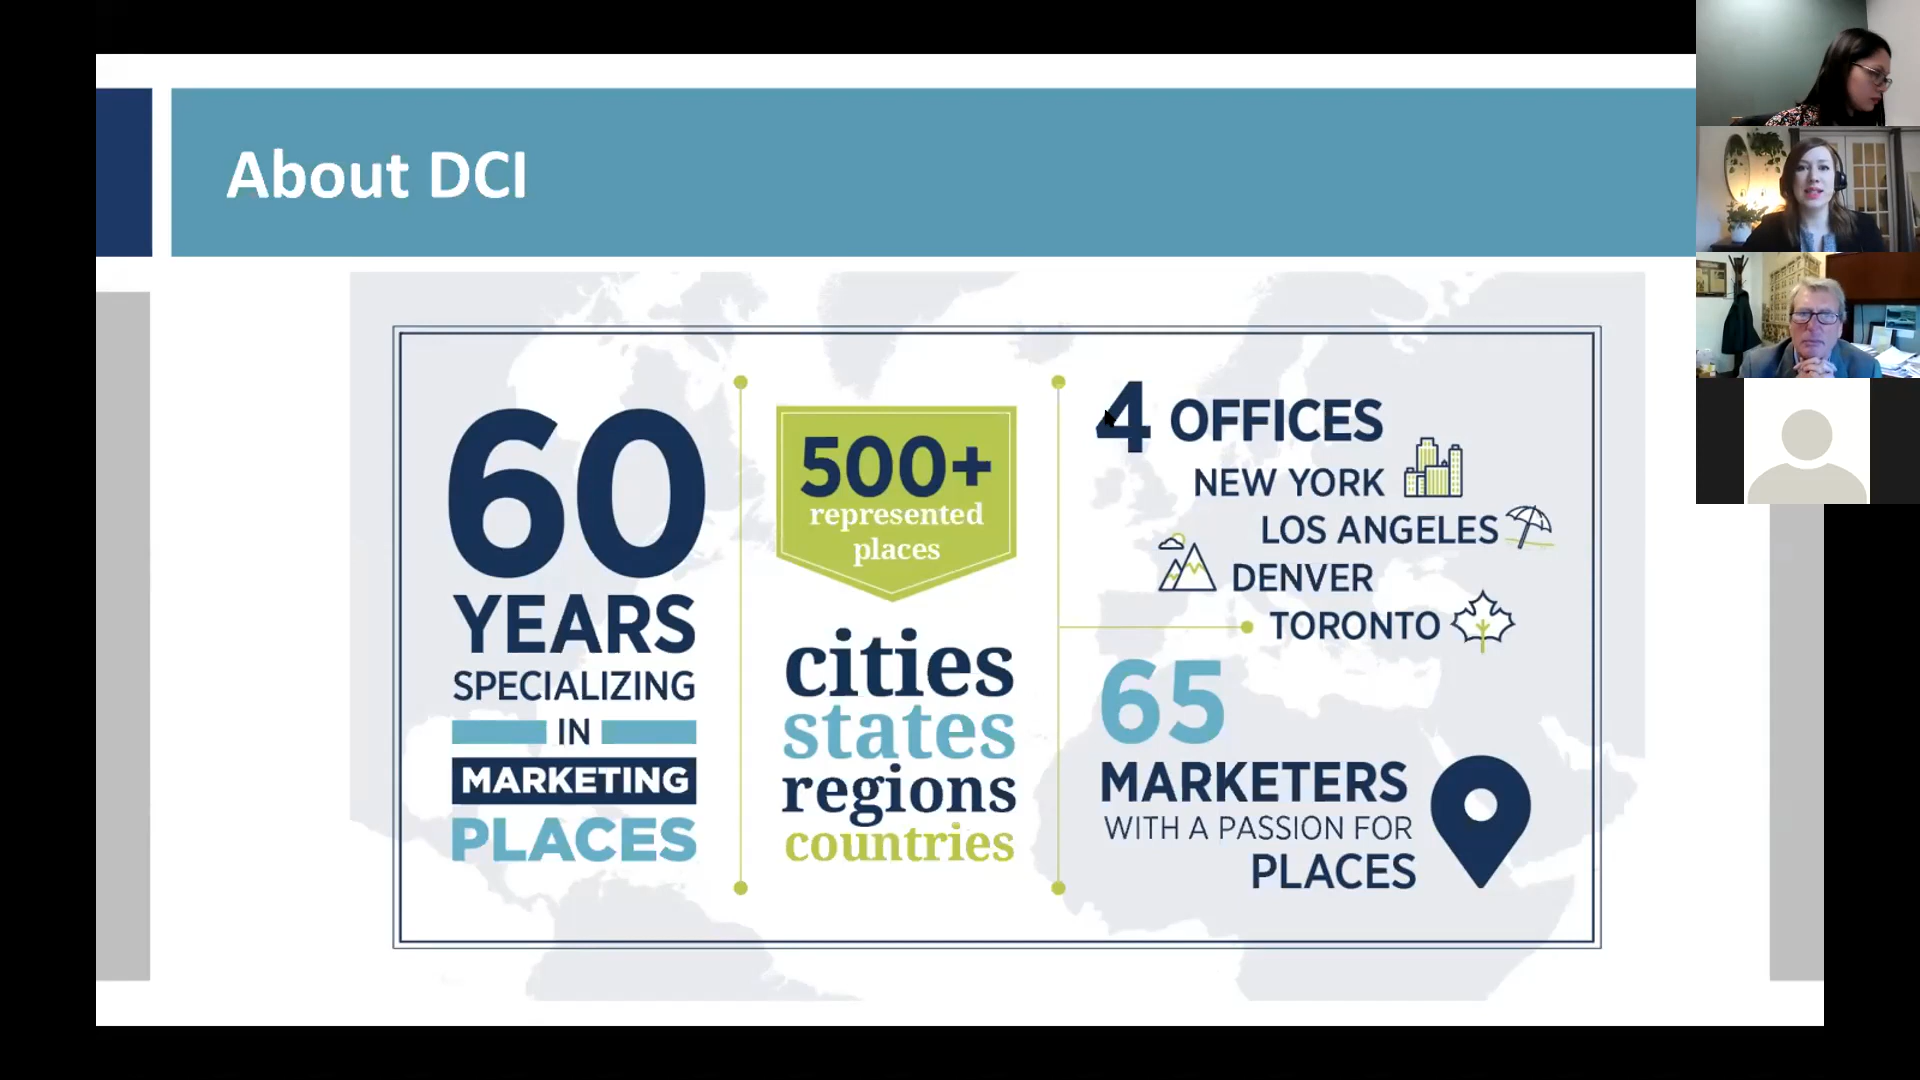 About DCI
60
YEARS
SPECIALIZING
IN
MARKETING
PLACES
500+
represented
places
cities
states
regions
countries
4 OFFICES
NEW YORK
LOS ANGELES
DENVER
TORONTO
65
MARKETERS
WITH A PASSION FOR
PLACES